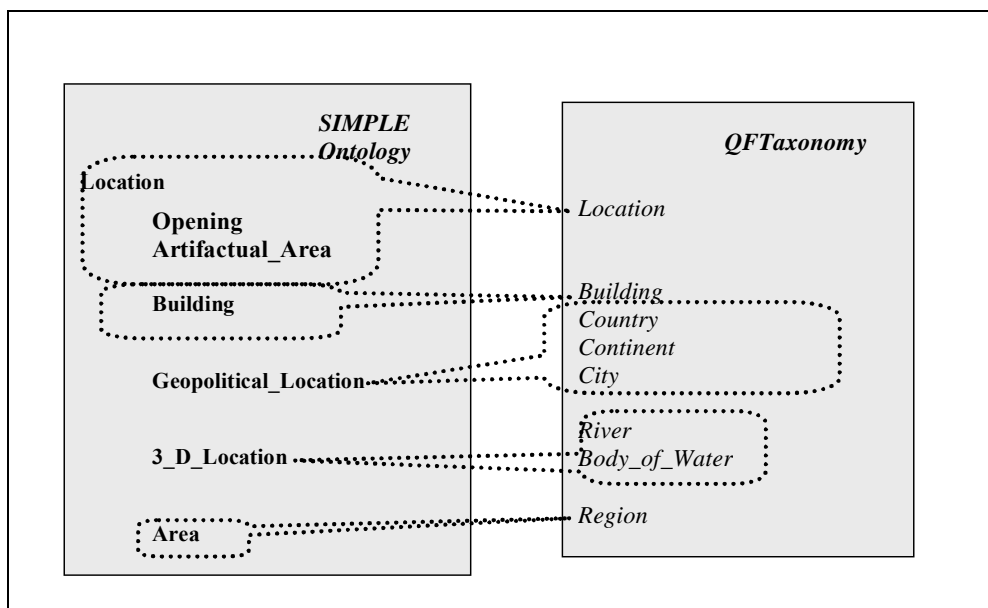 SIMPLE
Ontology
Location
Opening
Artifactual_Area
Building
Geopolitical_Location
3_D_Location
Area
QFTaxonomy
Location
Building
Country
Continent
City
River
Body_of_Water
Region